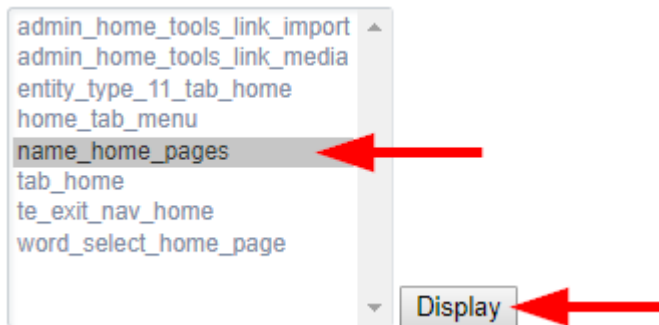 admin_home_tools_link_import
admin_home_tools_link_media
entity_type_11_tab_home
home_tab_menu
name_home_pages
tab_home
te_exit_nav_home
word_select_home_page
Display